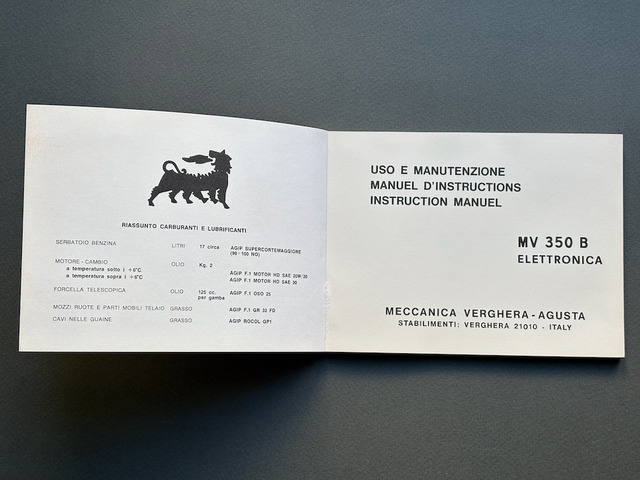 RIASSUNTO CARBURANTI E LUBRIFICANTI
SERBATOIO BENZINA LITRI 17 circa AGIP SUPERCORTEMAGGIORE
(98-100 NO)
MOTORE - CAMBIO OLIO Kg. 2
a temperatura sotto i +6°C AGIP F.1 MOTOR HD SAE 20W/30
a temperatura sopra i +6°C AGIP F.1 MOTOR HD SAE 30
FORCELLA TELESCOPICA OLIO 125 cc. AGIP F.1 OSO 25
per gamba
MOZZI RUOTE E PARTI MOBILI TELAIO GRASSO AGIP F.1 GR 33 FD
CAVI NELLE GUAINE GRASSO AGIP ROCOL GP1
USO E MANUTENZIONE
MANUEL D'INSTRUCTIONS
INSTRUCTION MANUEL
MV 350 B
ELETTRONICA
MECCANICA VERGHERA - AGUSTA
STABILIMENTI: VERGHERA 21010 - ITALY